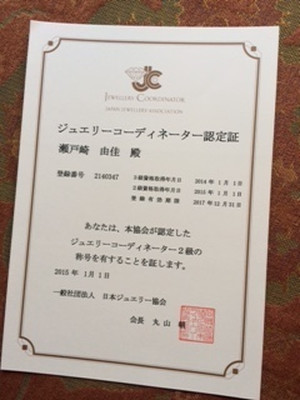 JC
JEWELLERY COORDINATOR
JAPAN JEWELLERY ASSOCIATION
ジュエリーコーディネーター認定証
瀬戸崎 由佳 殿
登録番号 2140347 3級資格取得年月日 2014年 1月 1日
2級資格取得年月日 2015年 1月 1日
登録有効期限 2017年12月31日
あなたは、本協会が認定した
ジュエリーコーディネーター2級の
称号を有することを証します。
2015年 1月 1日
一般社団法人 日本ジュエリー協会
会長 丸山